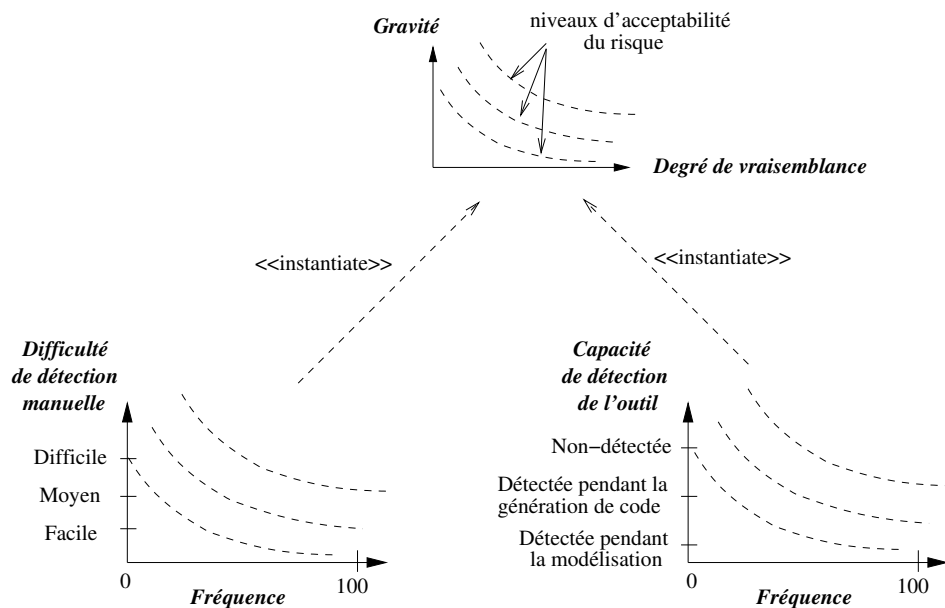 Gravité
niveaux d'acceptabilité
du risque
Degré de vraisemblance
<<instantiate>>
<<instantiate>>
Difficulté
de détection
manuelle
Difficile
Moyen
Facile
0
100
Fréquence
Capacité
de détection
de l'outil
Non−détectée
Détectée pendant la
génération de code
Détectée pendant
la modélisation
0
100
Fréquence